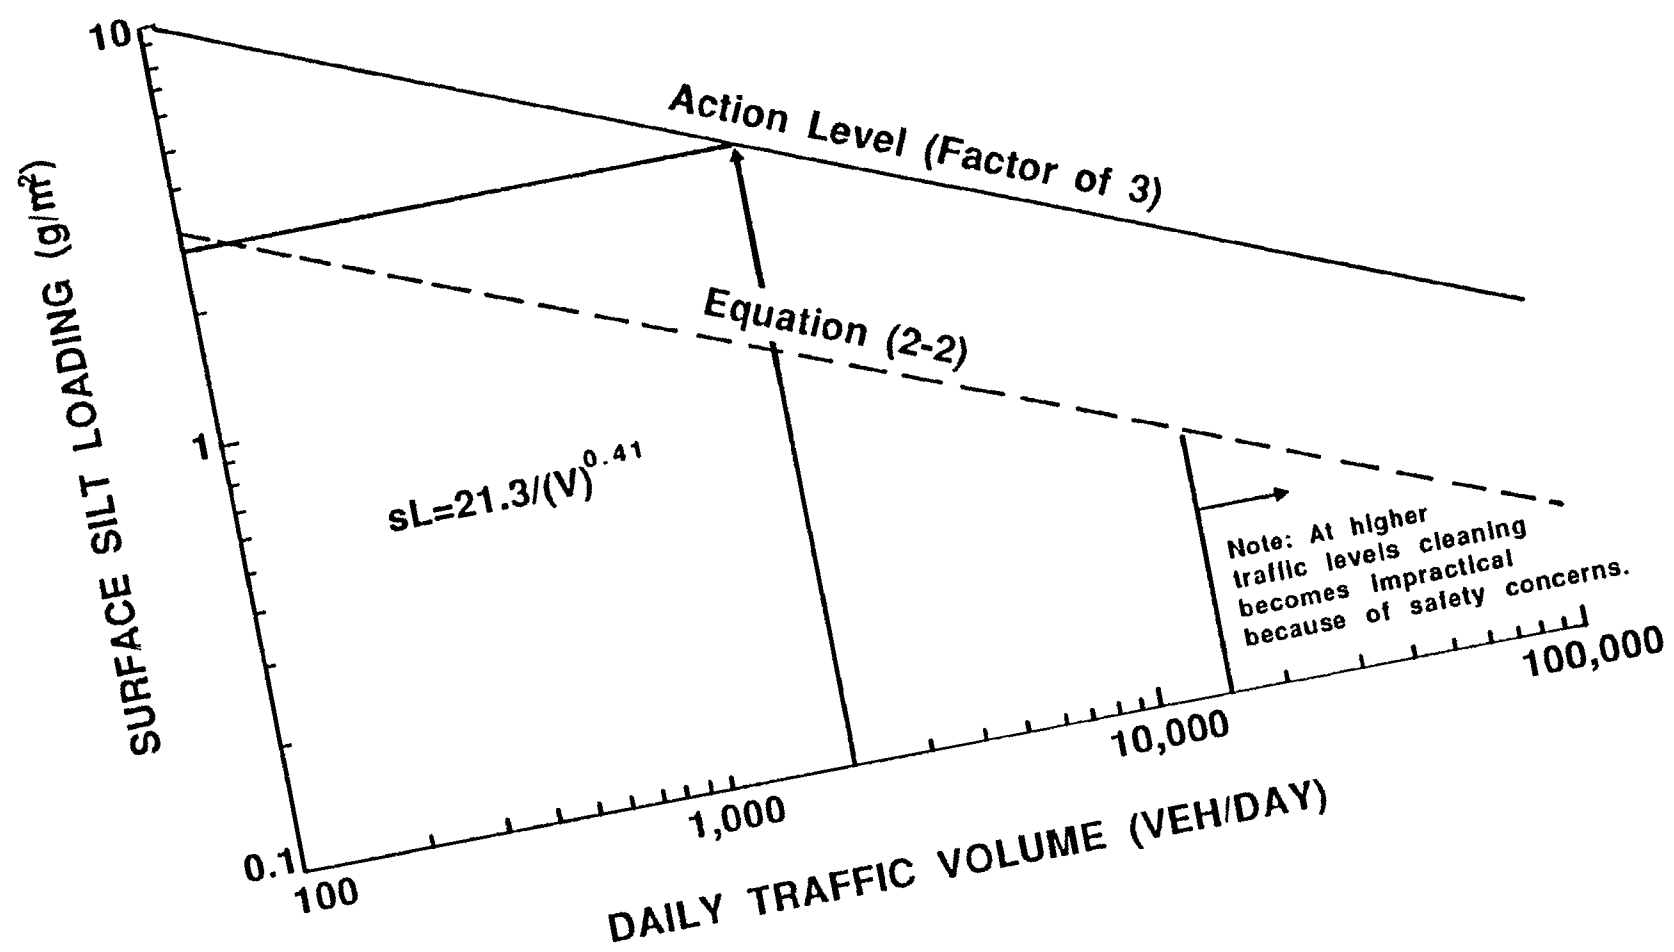 10
Action Level (Factor of 3)
SURFACE SILT LOADING (g/m²)
Equation (2-2)
1
sL=21.3/(V)^0.41
Note: At higher
traffic levels cleaning
becomes impractical
because of safety concerns.
0.1
100
1,000
10,000
100,000
DAILY TRAFFIC VOLUME (VEH/DAY)